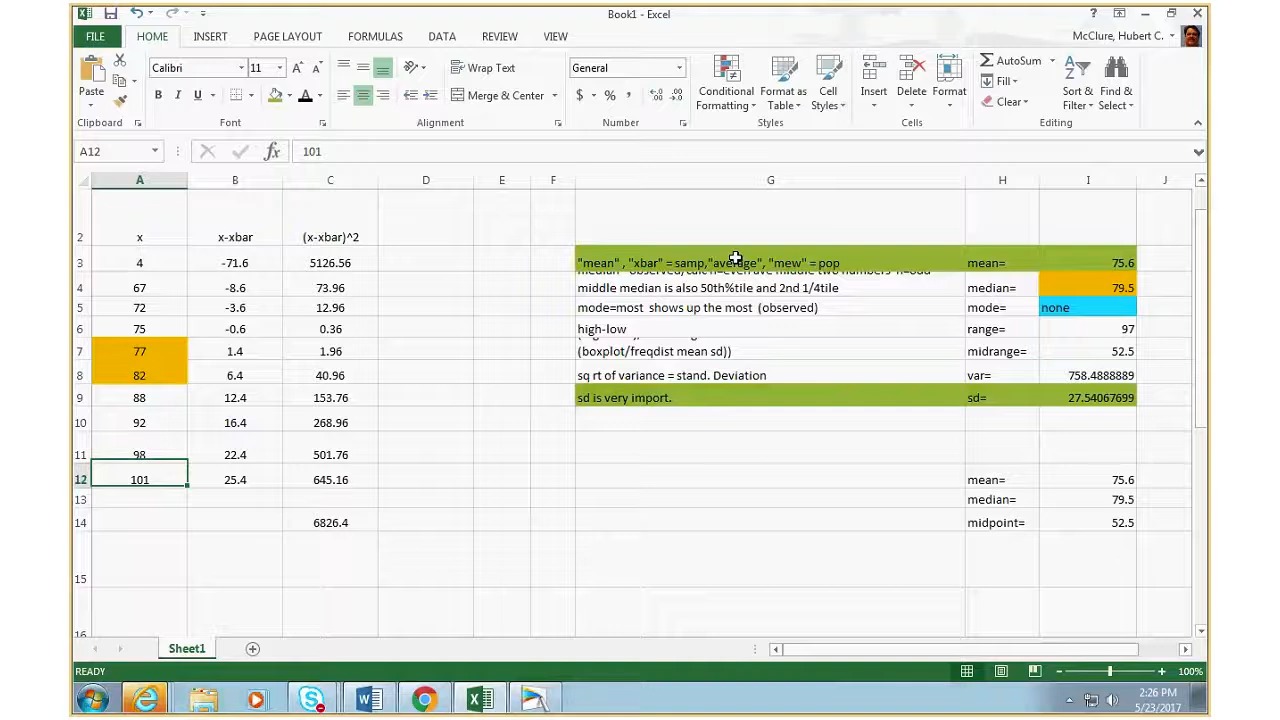 Book1 - Excel
?
FILE HOME INSERT PAGE LAYOUT FORMULAS DATA REVIEW VIEW
McClure, Hubert C.
Paste
Calibri 11
B I U A
Wrap Text
Merge & Center
General
$ % ,
Conditional Formatting
Format as Table
Cell Styles
Insert
Delete
Format
AutoSum
Fill
Clear
Sort & Filter
Find & Select
Clipboard Font Alignment Number Styles Cells Editing
A12 fx 101
A B C D E F G H I J
2 x x-xbar (x-xbar)^2
3 4 -71.6 5126.56 "mean" , "xbar" = samp,"average", "mew" = pop mean= 75.6
4 67 -8.6 73.96 middle median is also 50th%tile and 2nd 1/4tile median= 79.5
5 72 -3.6 12.96 mode=most shows up the most (observed) mode= none
6 75 -0.6 0.36 high-low range= 97
7 77 1.4 1.96 (boxplot/freqdist mean sd)) midrange= 52.5
8 82 6.4 40.96 sq rt of variance = stand. Deviation var= 758.4888889
9 88 12.4 153.76 sd is very import. sd= 27.54067699
10 92 16.4 268.96
11 98 22.4 501.76
12 101 25.4 645.16 mean= 75.6
13 median= 79.5
14 6826.4 midpoint= 52.5
15
16
Sheet1
READY 100%
2:26 PM
5/23/2017